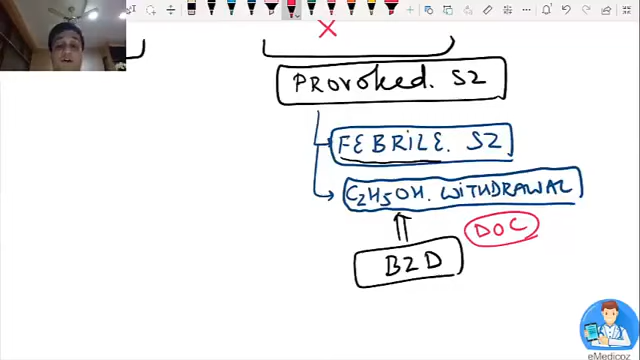 PROVOKED. SZ
FEBRILE. SZ
C2H5OH. WITHDRAWAL
DOC
BZD
eMedicoz